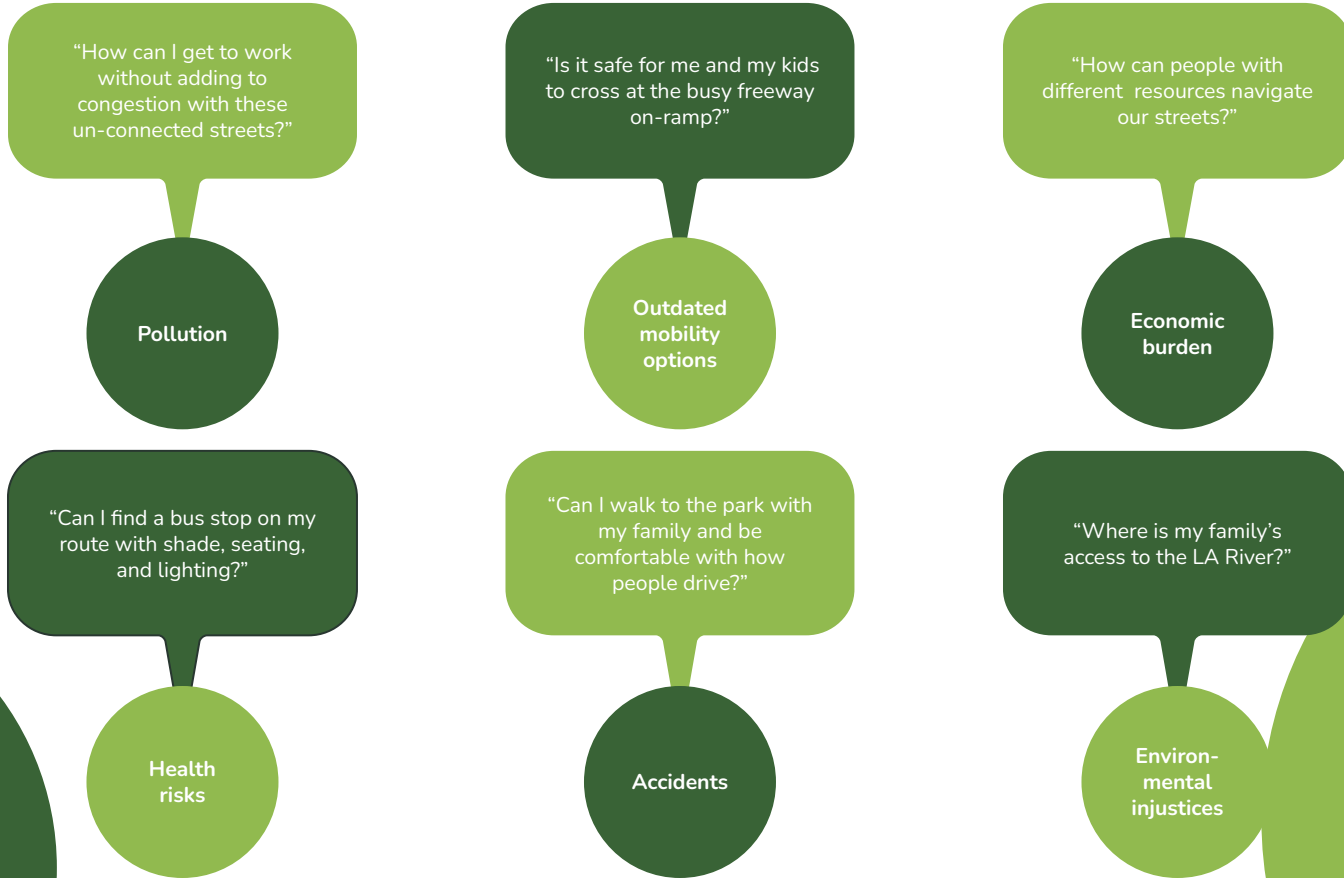 “How can I get to work
without adding to
congestion with these
un-connected streets?”
“Is it safe for me and my kids
to cross at the busy freeway
on-ramp?”
“How can people with
different  resources navigate
our streets?”
Pollution
Outdated
mobility
options
Economic
burden
“Can I find a bus stop on my
route with shade, seating,
and lighting?”
“Can I walk to the park with
my family and be
comfortable with how
people drive?”
“Where is my family’s
access to the LA River?”
Health
risks
Accidents
Environ-
mental
injustices